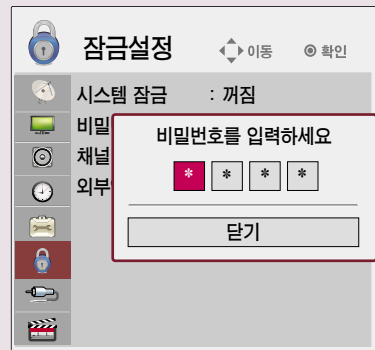 잠금설정
이동
확인
시스템 잠금 : 꺼짐
비밀
채널
외부
비밀번호를 입력하세요
* * * *
닫기